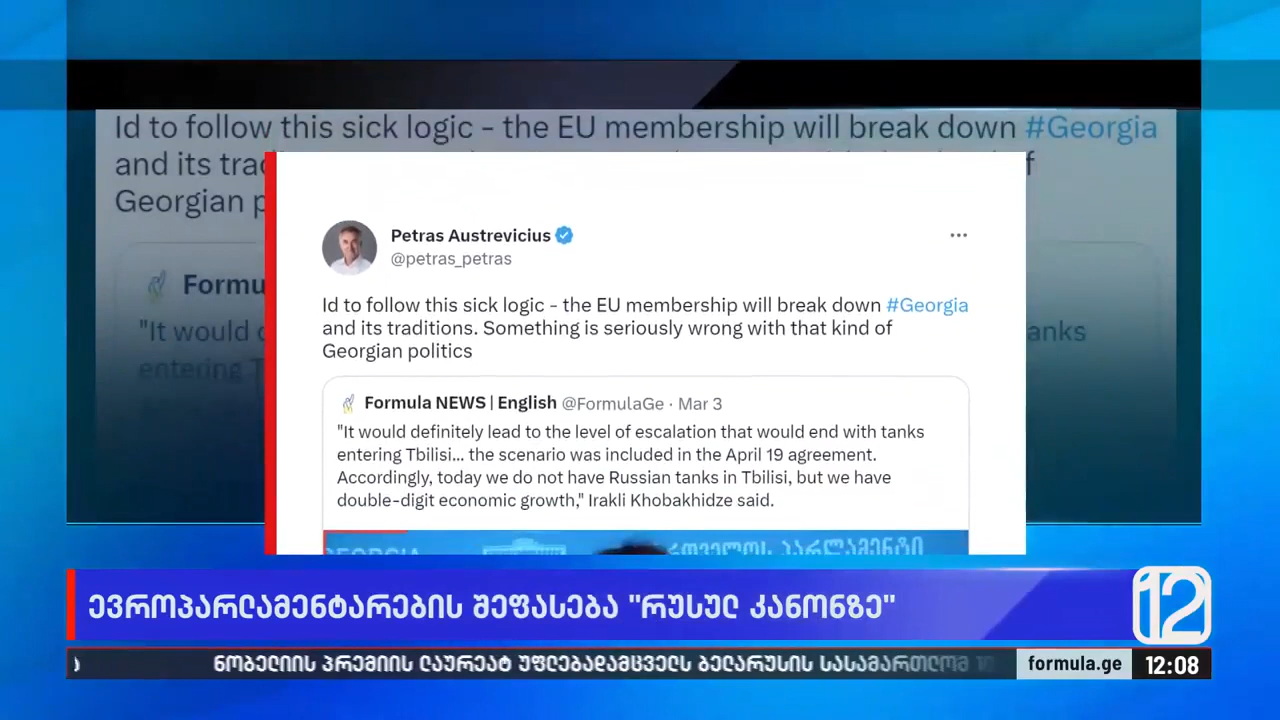 Id to follow this sick logic - the EU membership will break down #Georgia
and its
Georgian
Petras Austrevicius
@petras_petras
Id to follow this sick logic - the EU membership will break down #Georgia
and its traditions. Something is seriously wrong with that kind of
Georgian politics
Formula NEWS | English @FormulaGe · Mar 3
"It would definitely lead to the level of escalation that would end with tanks
entering Tbilisi... the scenario was included in the April 19 agreement.
Accordingly, today we do not have Russian tanks in Tbilisi, but we have
double-digit economic growth," Irakli Khobakhidze said.
"It would
entering
GEORGIA
პარლამენტი
ევროპარლამენტარების შეფასება "რუსულ კანონზე"
12
ნობელიის პრემიის ლაურეატ უფლებადამცველს ბელარუსის სასამართლომ
formula.ge
12:08